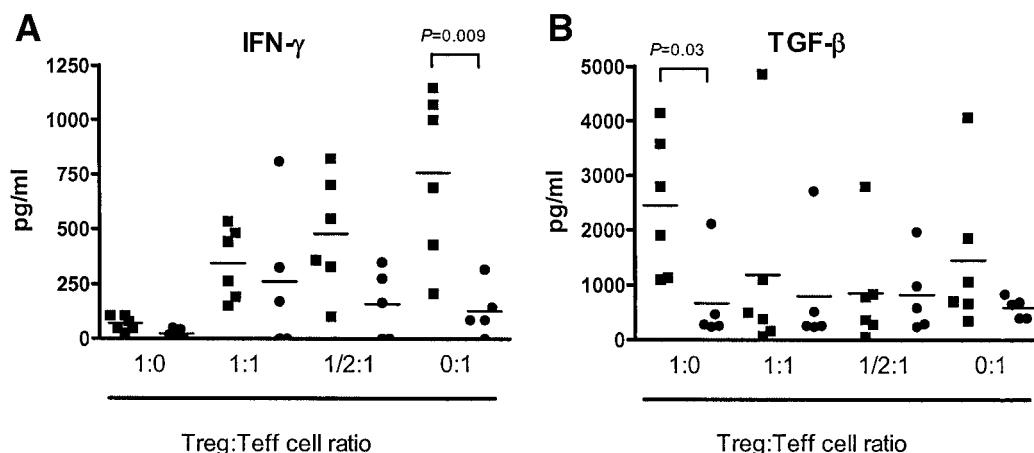 A
IFN-γ
P=0.009
1250
1000
750
500
250
0
pg/ml
1:0 1:1 1/2:1 0:1
Treg:Teff cell ratio
B
TGF-β
P=0.03
5000
4000
3000
2000
1000
0
pg/ml
1:0 1:1 1/2:1 0:1
Treg:Teff cell ratio